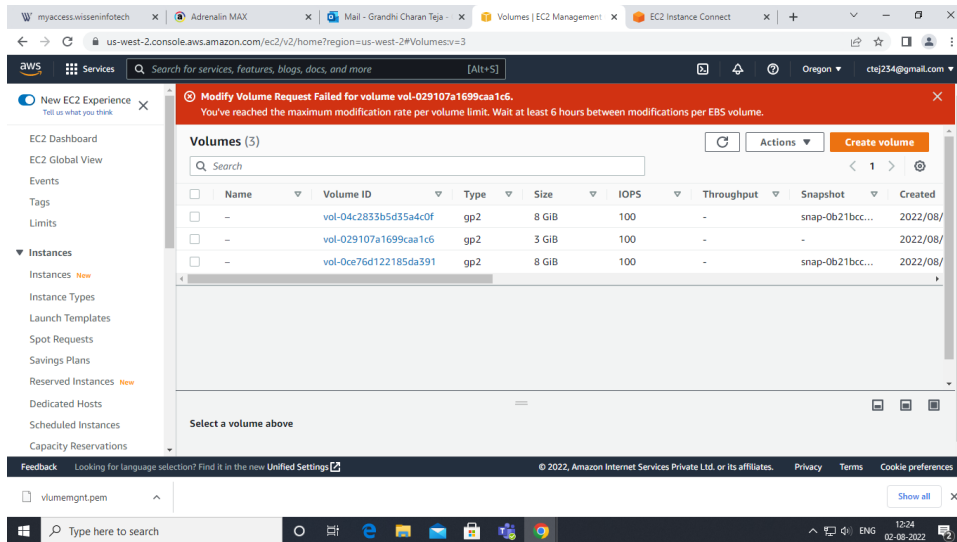 myaccess.wisseninfotech
Adrenalin MAX
Mail - Grandhi Charan Teja -
Volumes | EC2 Management
EC2 Instance Connect
us-west-2.console.aws.amazon.com/ec2/v2/home?region=us-west-2#Volumes:v=3
aws
Services
Search for services, features, blogs, docs, and more
[Alt+S]
Oregon ▼
ctej234@gmail.com ▼
New EC2 Experience
Tell us what you think
EC2 Dashboard
EC2 Global View
Events
Tags
Limits
Instances
Instances New
Instance Types
Launch Templates
Spot Requests
Savings Plans
Reserved Instances New
Dedicated Hosts
Scheduled Instances
Capacity Reservations
Modify Volume Request Failed for volume vol-029107a1699caa1c6.
You've reached the maximum modification rate per volume limit. Wait at least 6 hours between modifications per EBS volume.
Volumes (3)
Actions ▼
Create volume
Search
1
Name Volume ID Type Size IOPS Throughput Snapshot Created
– vol-04c2833b5d35a4c0f gp2 8 GiB 100 - snap-0b21bcc... 2022/08/
– vol-029107a1699caa1c6 gp2 3 GiB 100 - - 2022/08/
– vol-0ce76d122185da391 gp2 8 GiB 100 - snap-0b21bcc... 2022/08/
Select a volume above
Feedback
Looking for language selection? Find it in the new Unified Settings
© 2022, Amazon Internet Services Private Ltd. or its affiliates.
Privacy
Terms
Cookie preferences
vlumemgnt.pem
Show all
Type here to search
ENG
12:24
02-08-2022
2